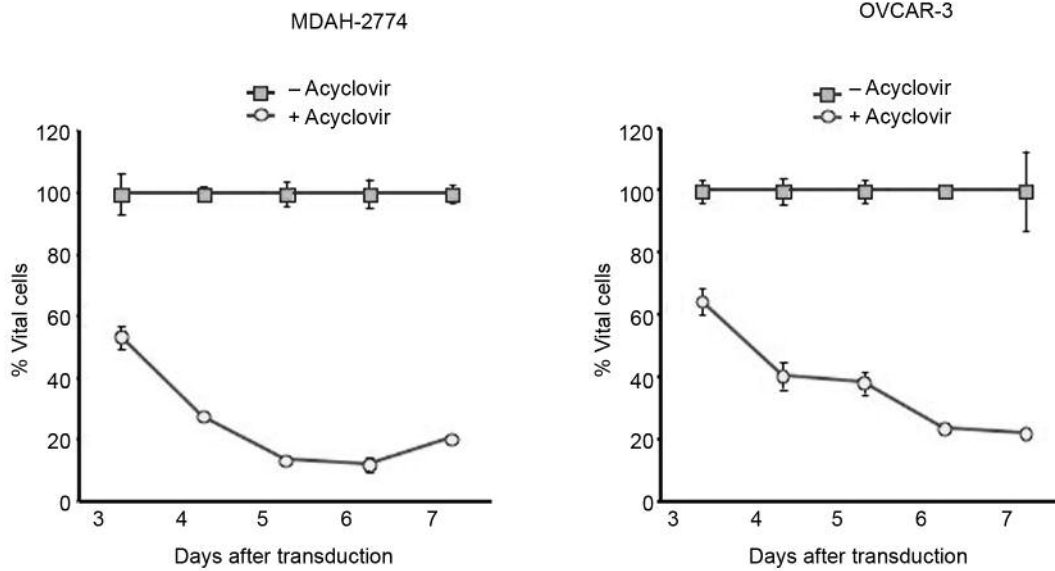 MDAH-2774
– Acyclovir
+ Acyclovir
120
100
80
60
40
20
0
% Vital cells
3 4 5 6 7
Days after transduction
OVCAR-3
– Acyclovir
+ Acyclovir
120
100
80
60
40
20
0
% Vital cells
3 4 5 6 7
Days after transduction